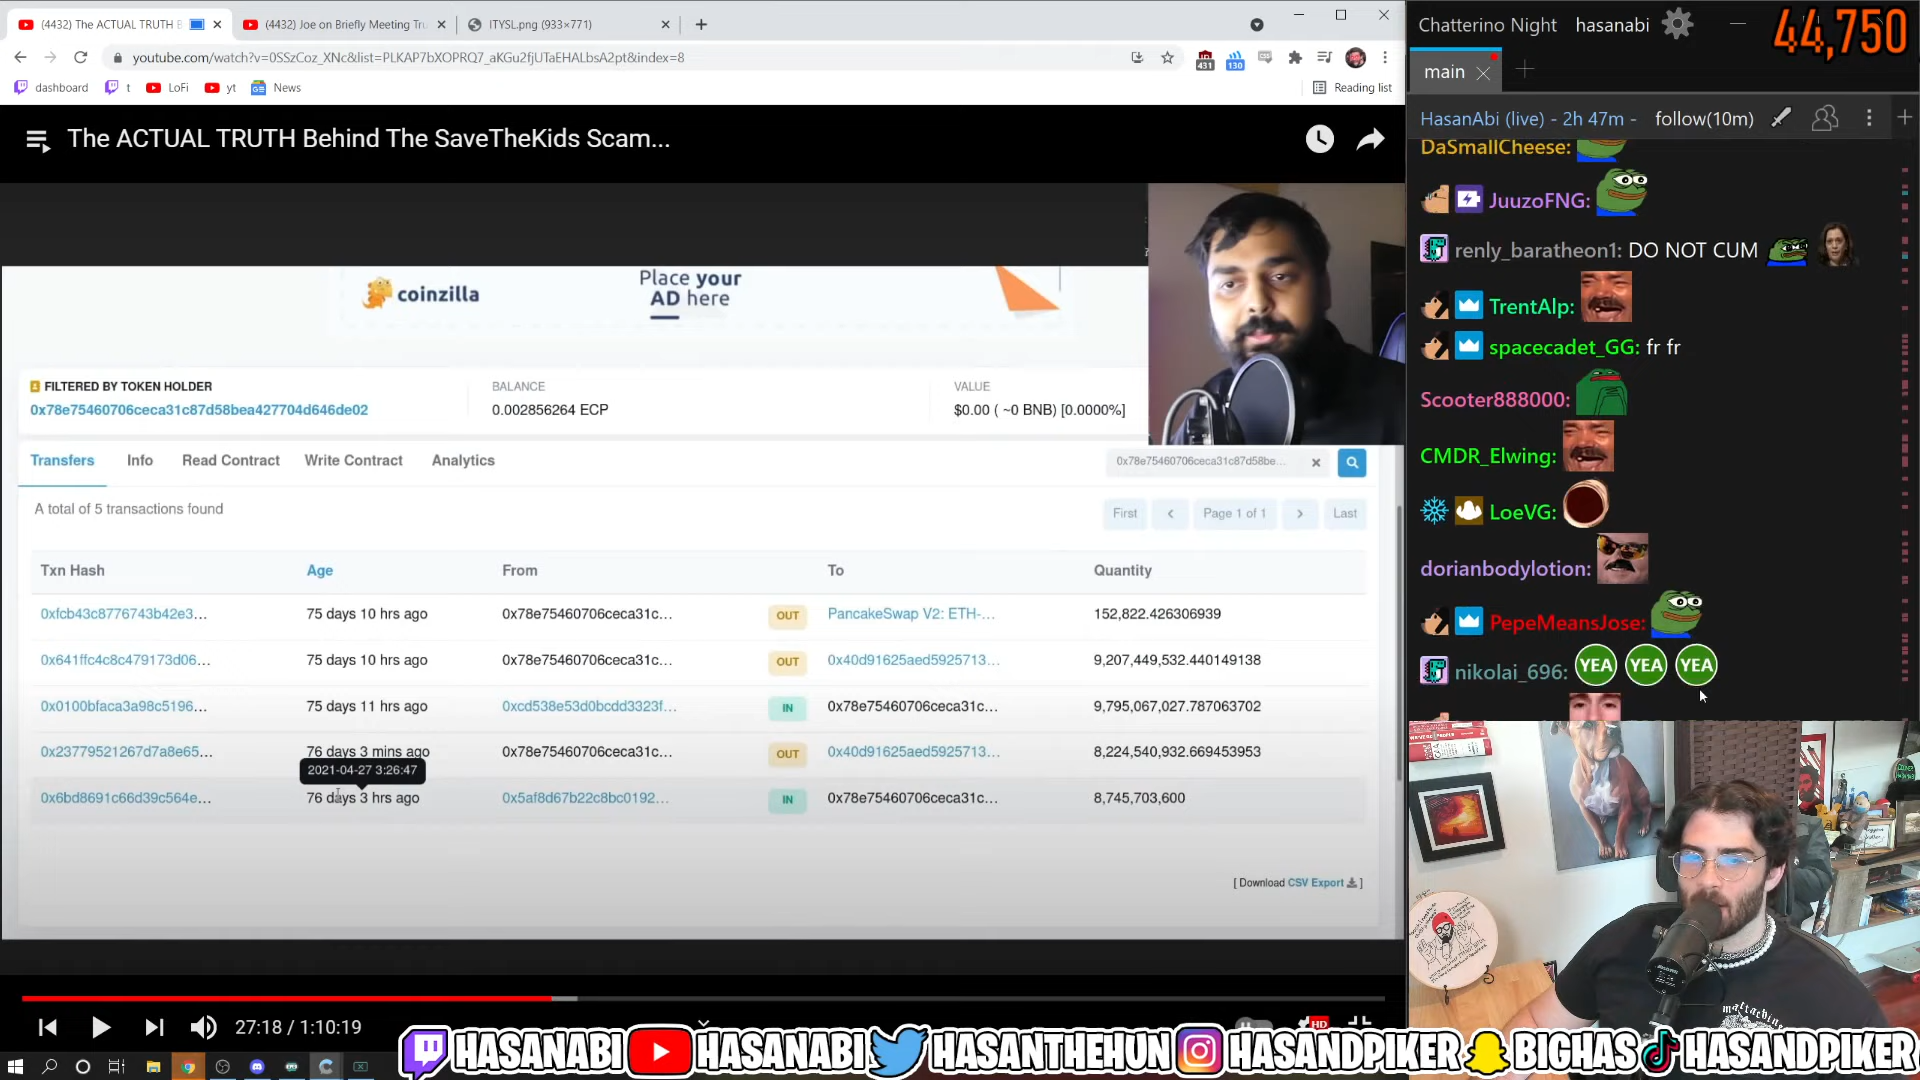 (4432) The ACTUAL TRUTH B
(4432) Joe on Briefly Meeting Tru
ITYSL.png (933×771)
youtube.com/watch?v=0SSzCoz_XNc&list=PLKAP7bXOPRQ7_aKGu2fjUTaEHALbsA2pt&index=8
431
130
dashboard
t
LoFi
yt
News
Reading list
The ACTUAL TRUTH Behind The SaveTheKids Scam...
coinzilla
Place your
AD here
FILTERED BY TOKEN HOLDER
0x78e75460706ceca31c87d58bea427704d646de02
BALANCE
0.002856264 ECP
VALUE
$0.00 ( ~0 BNB) [0.0000%]
Transfers
Info
Read Contract
Write Contract
Analytics
0x78e75460706ceca31c87d58be...
A total of 5 transactions found
First
Page 1 of 1
Last
Txn Hash Age From To Quantity
0xfcb43c8776743b42e3... 75 days 10 hrs ago 0x78e75460706ceca31c... OUT PancakeSwap V2: ETH-... 152,822.426306939
0x641ffc4c8c479173d06... 75 days 10 hrs ago 0x78e75460706ceca31c... OUT 0x40d91625aed5925713... 9,207,449,532.440149138
0x0100bfaca3a98c5196... 75 days 11 hrs ago 0xcd538e53d0bcdd3323f... IN 0x78e75460706ceca31c... 9,795,067,027.787063702
0x23779521267d7a8e65... 76 days 3 mins ago 0x78e75460706ceca31c... OUT 0x40d91625aed5925713... 8,224,540,932.669453953
2021-04-27 3:26:47
0x6bd8691c66d39c564e... 76 days 3 hrs ago 0x5af8d67b22c8bc0192... IN 0x78e75460706ceca31c... 8,745,703,600
[ Download CSV Export ]
27:18 / 1:10:19
HD
Chatterino Night
hasanabi
44,750
main
HasanAbi (live) - 2h 47m -
follow(10m)
DaSmallCheese:
JuuzoFNG:
renly_baratheon1: DO NOT CUM
TrentAlp:
spacecadet_GG: fr fr
Scooter888000:
CMDR_Elwing:
LoeVG:
dorianbodylotion:
PepeMeansJose:
nikolai_696: YEA YEA YEA
HASANABI HASANABI HASANTHEHUN HASANDPIKER BIGHAS HASANDPIKER